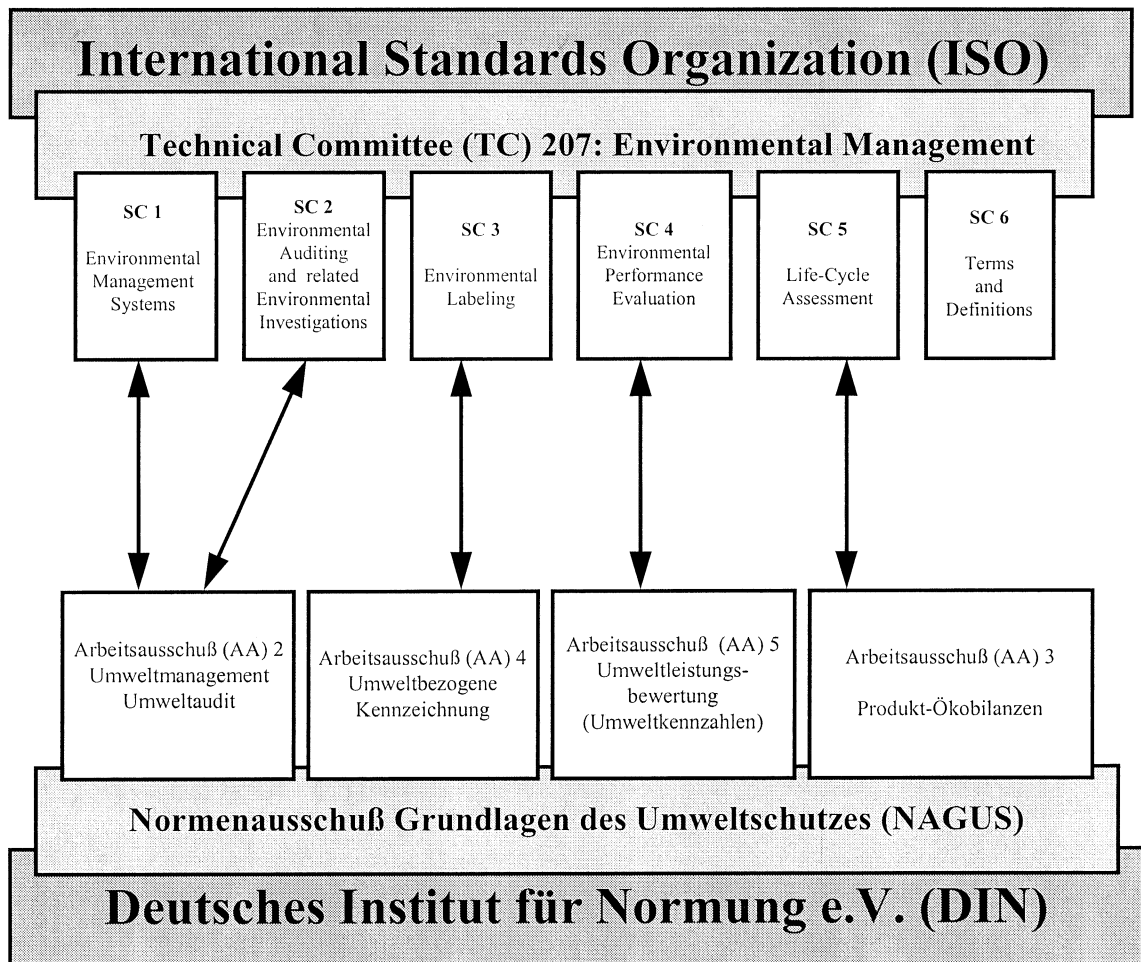 International Standards Organization (ISO)
Technical Committee (TC) 207: Environmental Management
SC 1
Environmental
Management
Systems
SC 2
Environmental
Auditing
and related
Environmental
Investigations
SC 3
Environmental
Labeling
SC 4
Environmental
Performance
Evaluation
SC 5
Life-Cycle
Assessment
SC 6
Terms
and
Definitions
Arbeitsausschuß (AA) 2
Umweltmanagement
Umweltaudit
Arbeitsausschuß (AA) 4
Umweltbezogene
Kennzeichnung
Arbeitsausschuß (AA) 5
Umweltleistungs-
bewertung
(Umweltkennzahlen)
Arbeitsausschuß (AA) 3
Produkt-Ökobilanzen
Normenausschuß Grundlagen des Umweltschutzes (NAGUS)
Deutsches Institut für Normung e.V. (DIN)